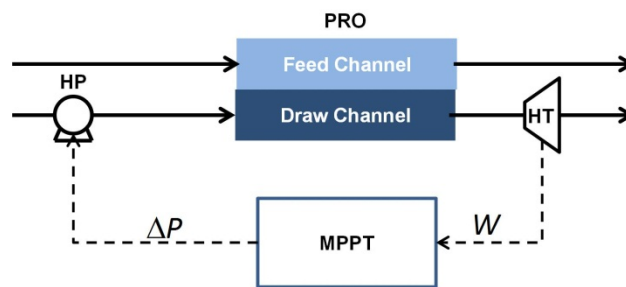 PRO
Feed Channel
HP
Draw Channel
HT
ΔP
MPPT
W